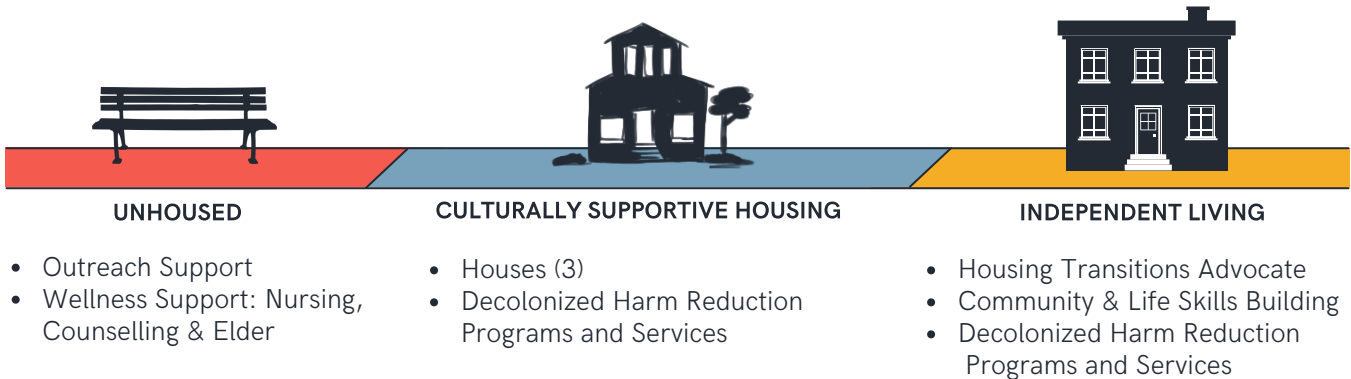 UNHOUSED
• Outreach Support
• Wellness Support: Nursing,
Counselling & Elder
CULTURALLY SUPPORTIVE HOUSING
• Houses (3)
• Decolonized Harm Reduction
Programs and Services
INDEPENDENT LIVING
• Housing Transitions Advocate
• Community & Life Skills Building
• Decolonized Harm Reduction
Programs and Services